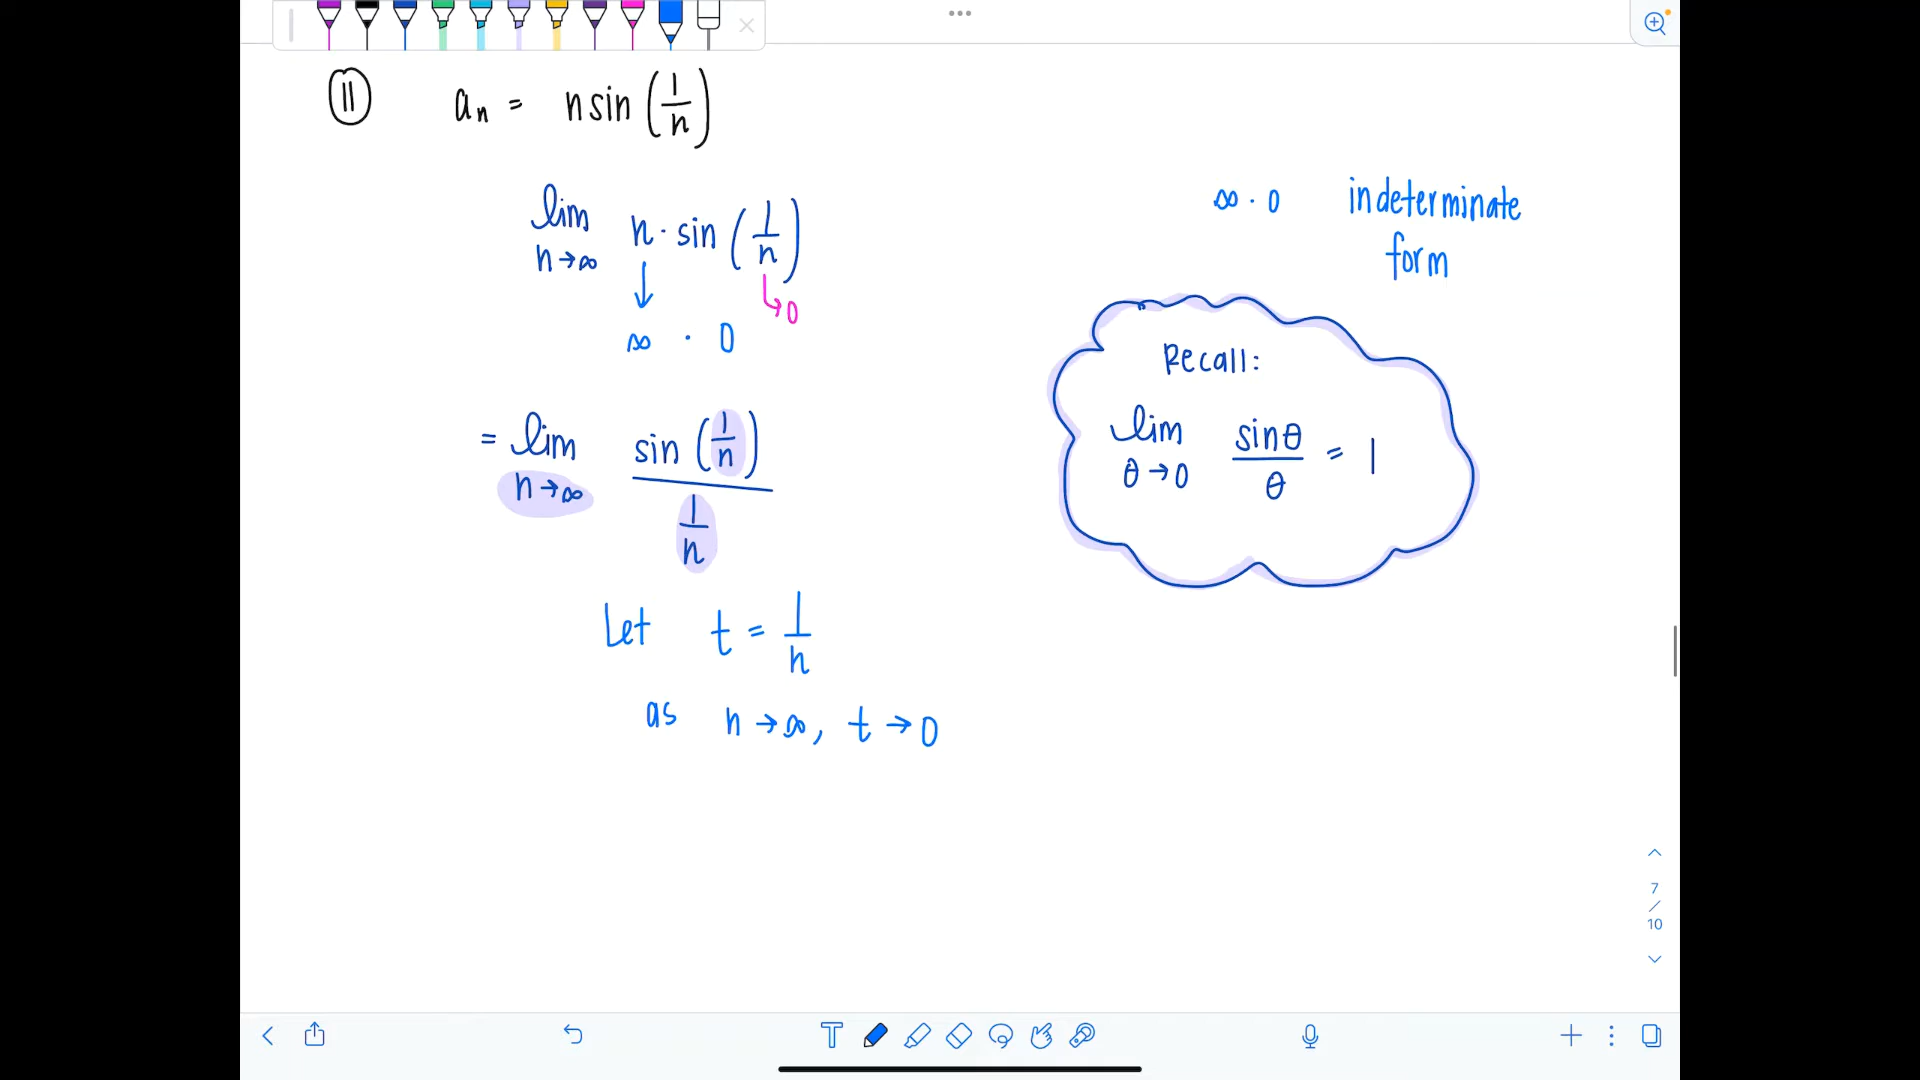 11 aₙ = n sin (1/n)
lim n→∞ n · sin (1/n)
→0
∞ · 0
∞ · 0 indeterminate
form
Recall:
lim θ→0 sinθ/θ = 1
= lim n→∞ sin (1/n) / (1/n)
Let t = 1/n
as n→∞, t→0
7
/
10